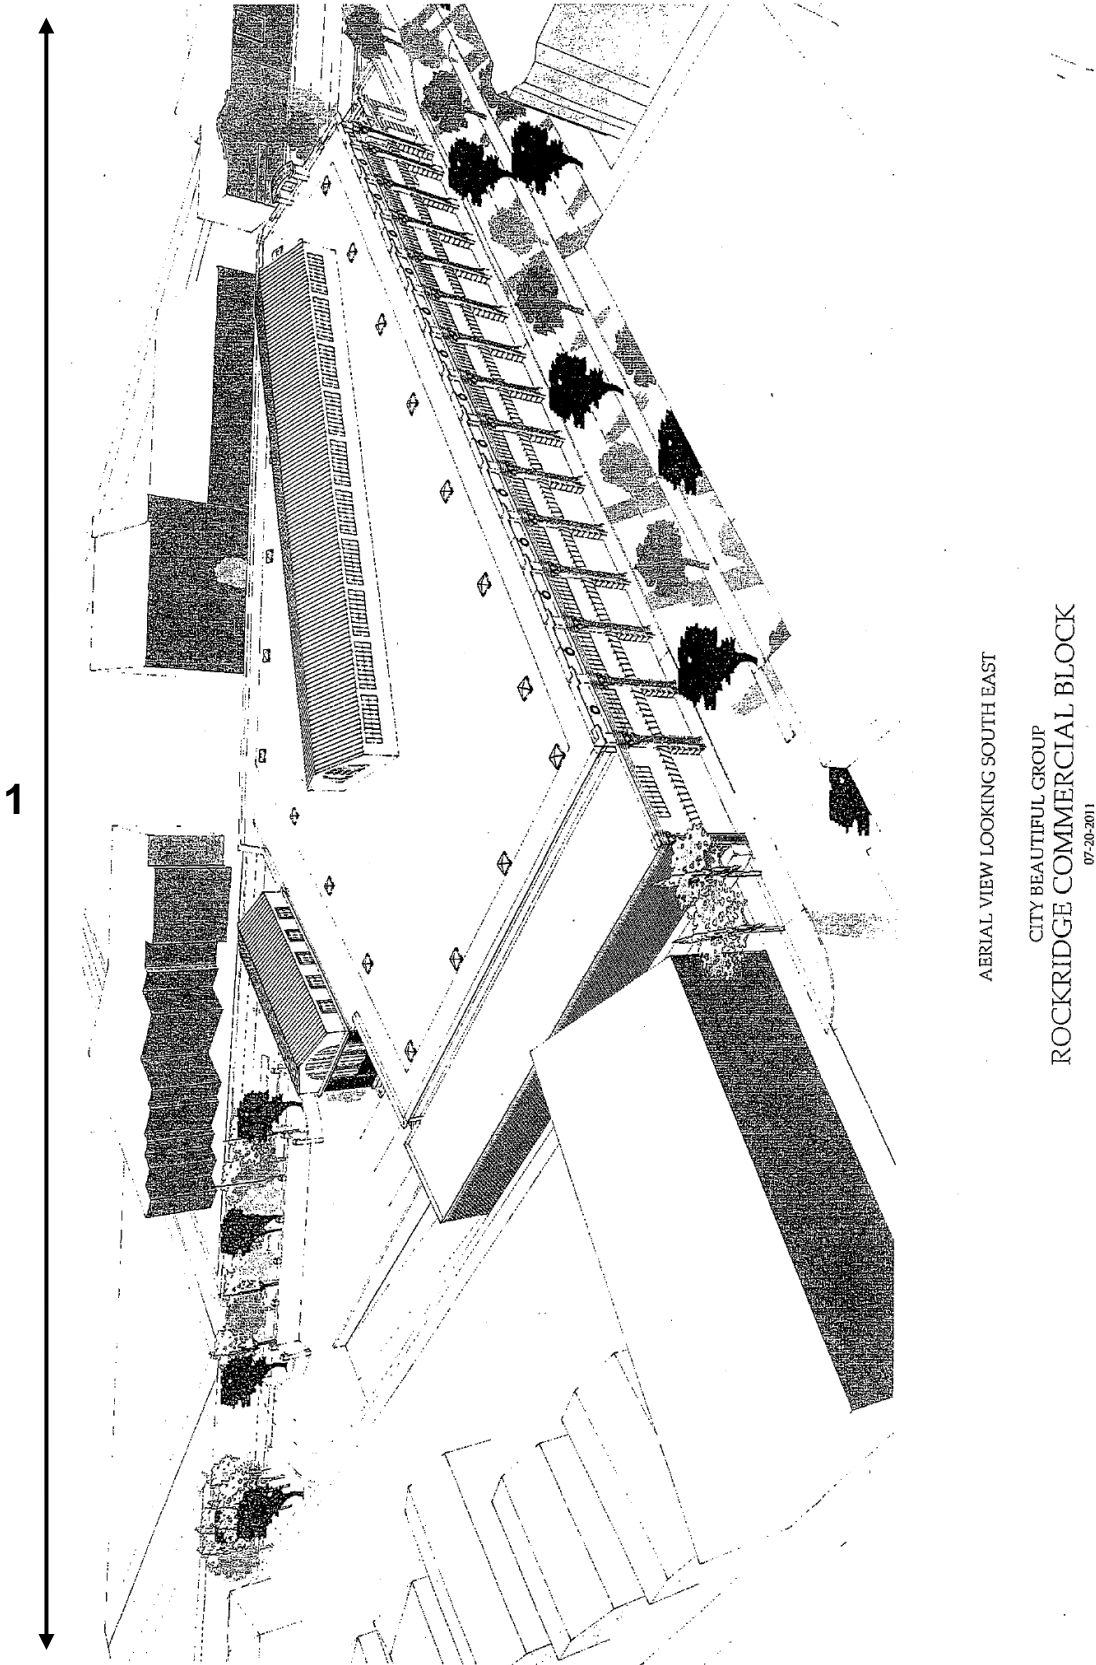 1
AERIAL VIEW LOOKING SOUTH EAST
CITY BEAUTIFUL GROUP
ROCKRIDGE COMMERCIAL BLOCK
07-20-2011